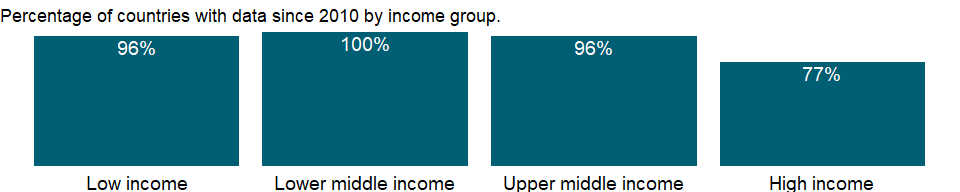 Percentage of countries with data since 2010 by income group.
96% 100% 96% 77%
Low income Lower middle income Upper middle income High income